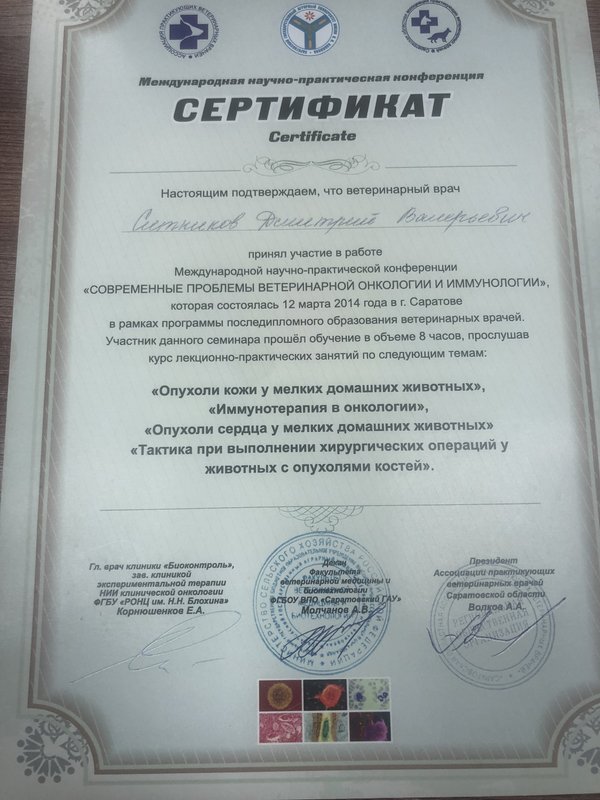 АССОЦИАЦИЯ ПРАКТИКУЮЩИХ ВЕТЕРИНАРНЫХ ВРАЧЕЙ
Международная научно-практическая конференция
СЕРТИФИКАТ
Certificate
Настоящим подтверждаем, что ветеринарный врач
Ситников Дмитрий Валерьевич
принял участие в работе
Международной научно-практической конференции
«СОВРЕМЕННЫЕ ПРОБЛЕМЫ ВЕТЕРИНАРНОЙ ОНКОЛОГИИ И ИММУНОЛОГИИ»,
которая состоялась 12 марта 2014 года в г. Саратове
в рамках программы последипломного образования ветеринарных врачей.
Участник данного семинара прошёл обучение в объеме 8 часов, прослушав
курс лекционно-практических занятий по следующим темам:
«Опухоли кожи у мелких домашних животных»,
«Иммунотерапия в онкологии»,
«Опухоли сердца у мелких домашних животных»
«Тактика при выполнении хирургических операций у
животных с опухолями костей».
Гл. врач клиники «Биоконтроль»,
зав. клиникой
экспериментальной терапии
НИИ клинической онкологии
ФГБУ «РОНЦ им. Н.Н. Блохина»
Корнюшенков Е.А.
Декан
Факультета
ветеринарной медицины и
биотехнологии
ФГБОУ ВПО «Саратовский ГАУ»
Молчанов А.В.
Президент
Ассоциации практикующих
ветеринарных врачей
Саратовской области
Волков А.А.